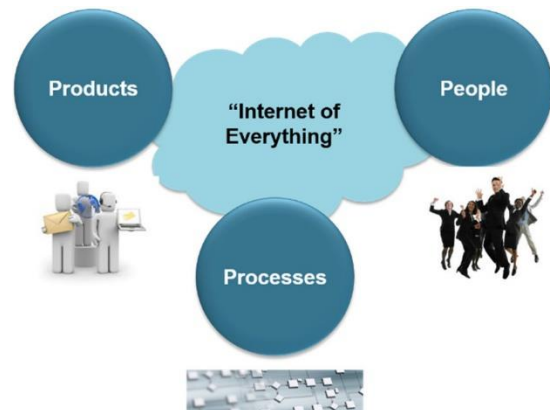 Products
“Internet of
Everything”
People
Processes